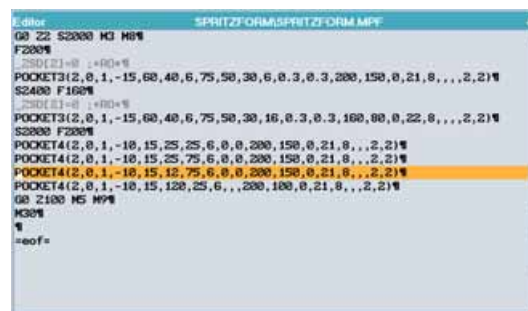 Editor SPRITZFORM\SPRITZFORM.MPF
G0 Z2 S2000 M3 M8¶
F200¶
_ZSD[2]=0 ;*RO*¶
POCKET3(2,0,1,-15,60,40,6,75,50,30,6,0.3,0.3,200,150,0,21,8,,,,2,2)¶
S2400 F160¶
_ZSD[2]=0 ;*RO*¶
POCKET3(2,0,1,-15,60,40,6,75,50,30,16,0.3,0.3,160,80,0,22,8,,,,2,2)¶
S2000 F200¶
POCKET4(2,0,1,-10,15,25,25,6,0,0,200,150,0,21,8,,,2,2)¶
POCKET4(2,0,1,-10,15,25,75,6,0,0,200,150,0,21,8,,,2,2)¶
POCKET4(2,0,1,-10,15,12,75,6,0,0,200,150,0,21,8,,,2,2)¶
POCKET4(2,0,1,-10,15,120,25,6,,,200,100,0,21,8,,,2,2)¶
G0 Z100 M5 M9¶
M30¶
¶
=eof=